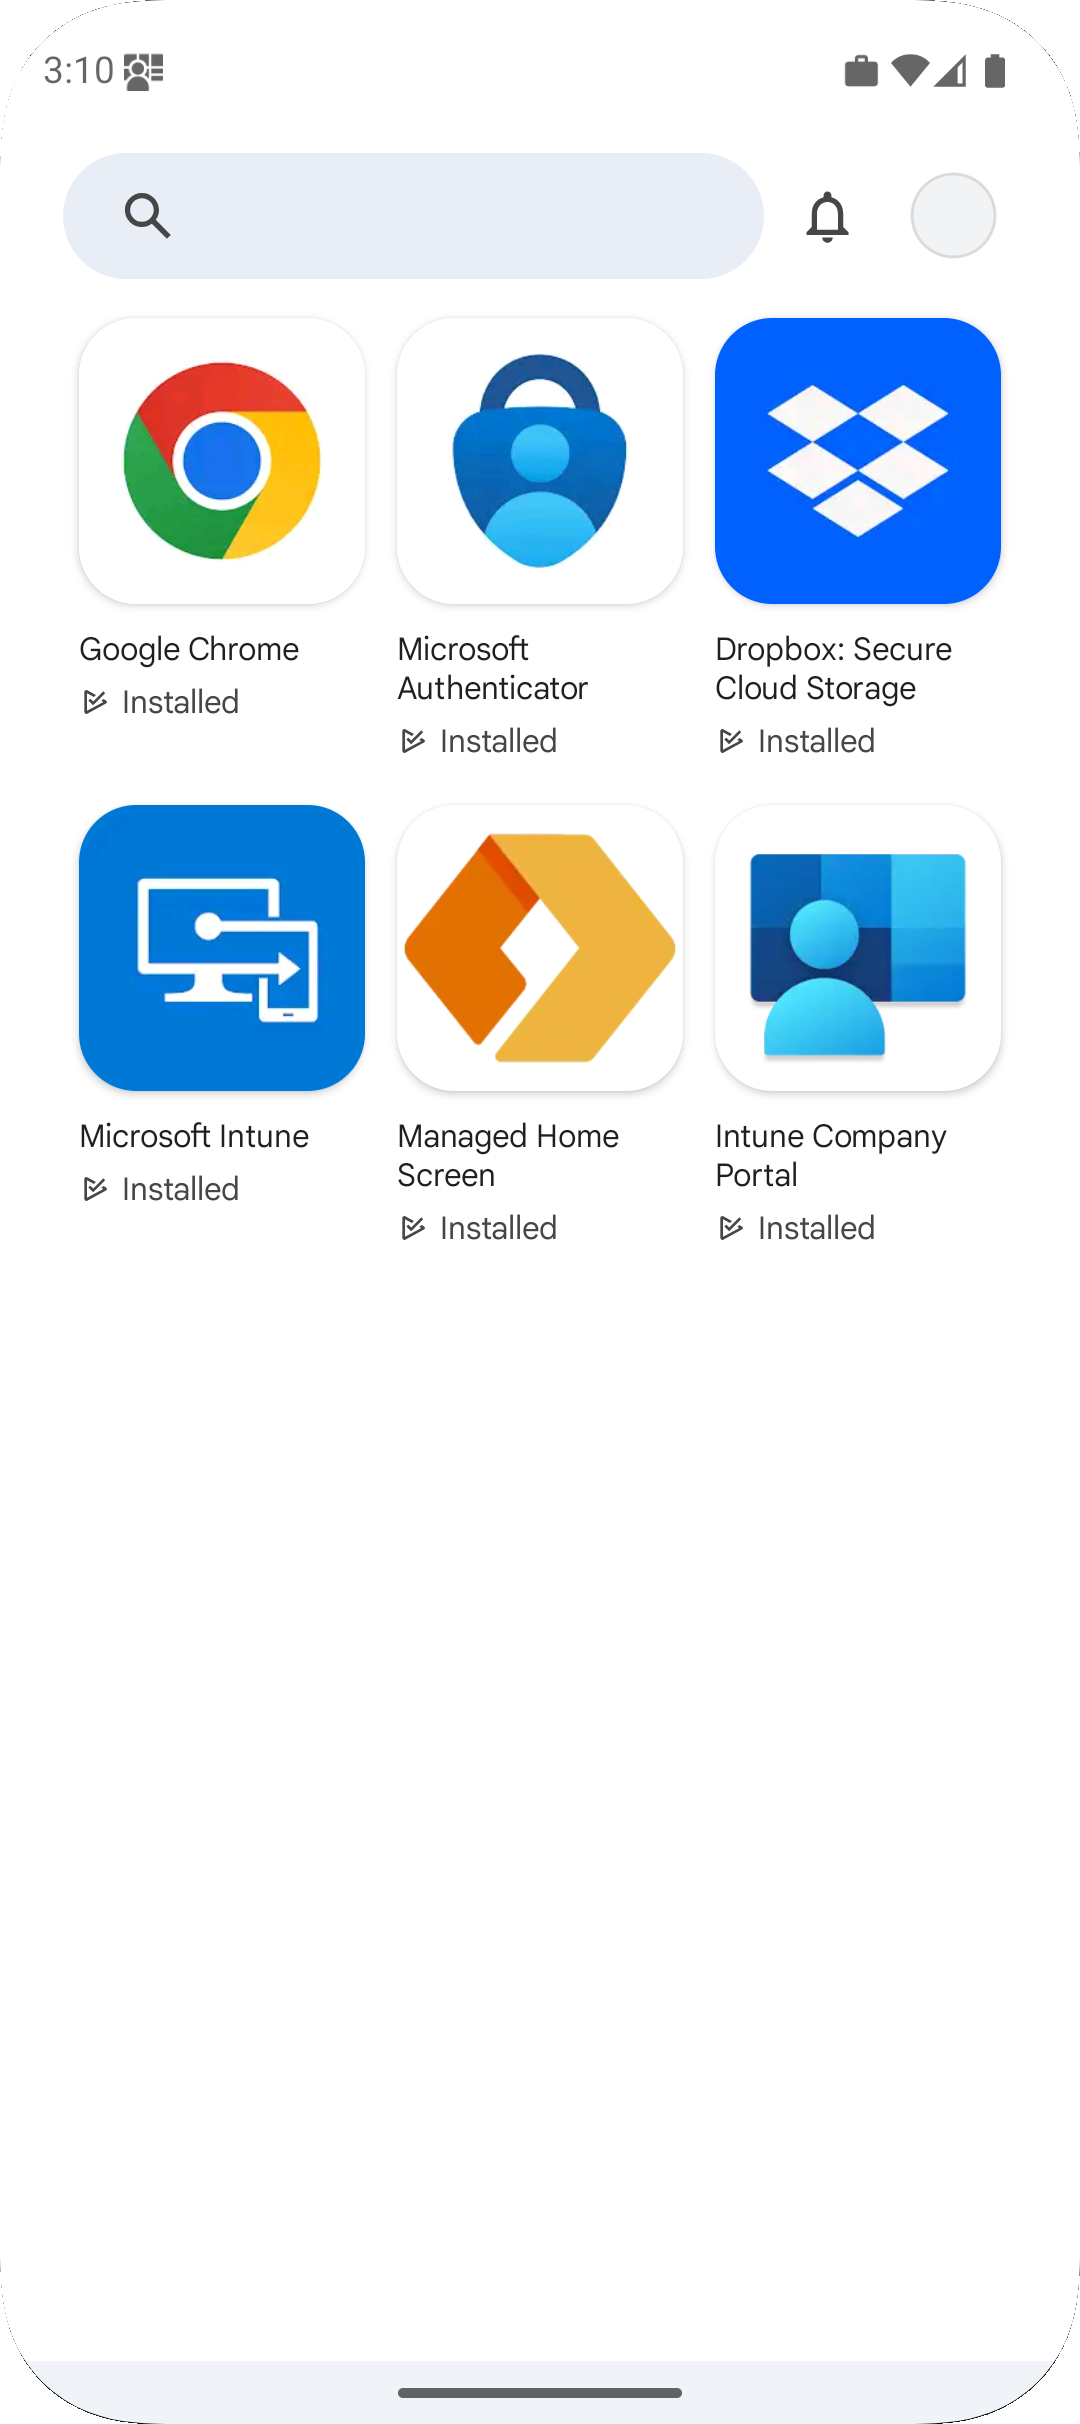 3:10
Google Chrome
Installed
Microsoft
Authenticator
Installed
Dropbox: Secure
Cloud Storage
Installed
Microsoft Intune
Installed
Managed Home
Screen
Installed
Intune Company
Portal
Installed